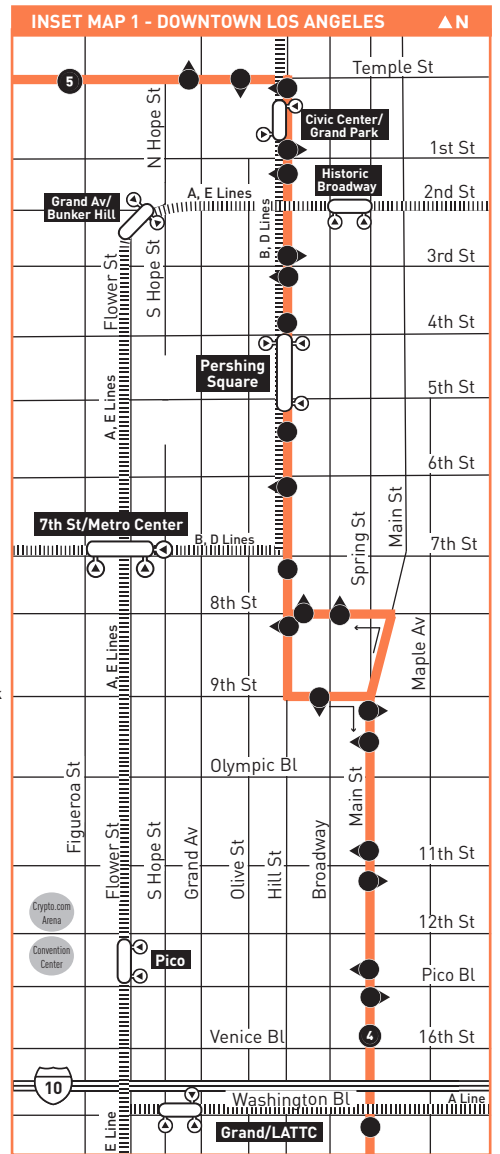 INSET MAP 1 - DOWNTOWN LOS ANGELES
N
Temple St
5
N Hope St
Civic Center/
Grand Park
1st St
Historic
Broadway
Grand Av/
Bunker Hill
A, E Lines
2nd St
B, D Lines
Flower St
S Hope St
3rd St
4th St
Pershing
Square
A, E Lines
5th St
6th St
7th St/Metro Center
B, D Lines
Spring St
Main St
7th St
8th St
A, E Lines
Maple Av
9th St
k
Olympic Bl
Figueroa St
Flower St
S Hope St
Grand Av
Olive St
Hill St
Broadway
Main St
11th St
Crypto.com
Arena
12th St
Convention
Center
Pico
Pico Bl
Venice Bl
4
16th St
10
Washington Bl
A Line
E Line
Grand/LATTC